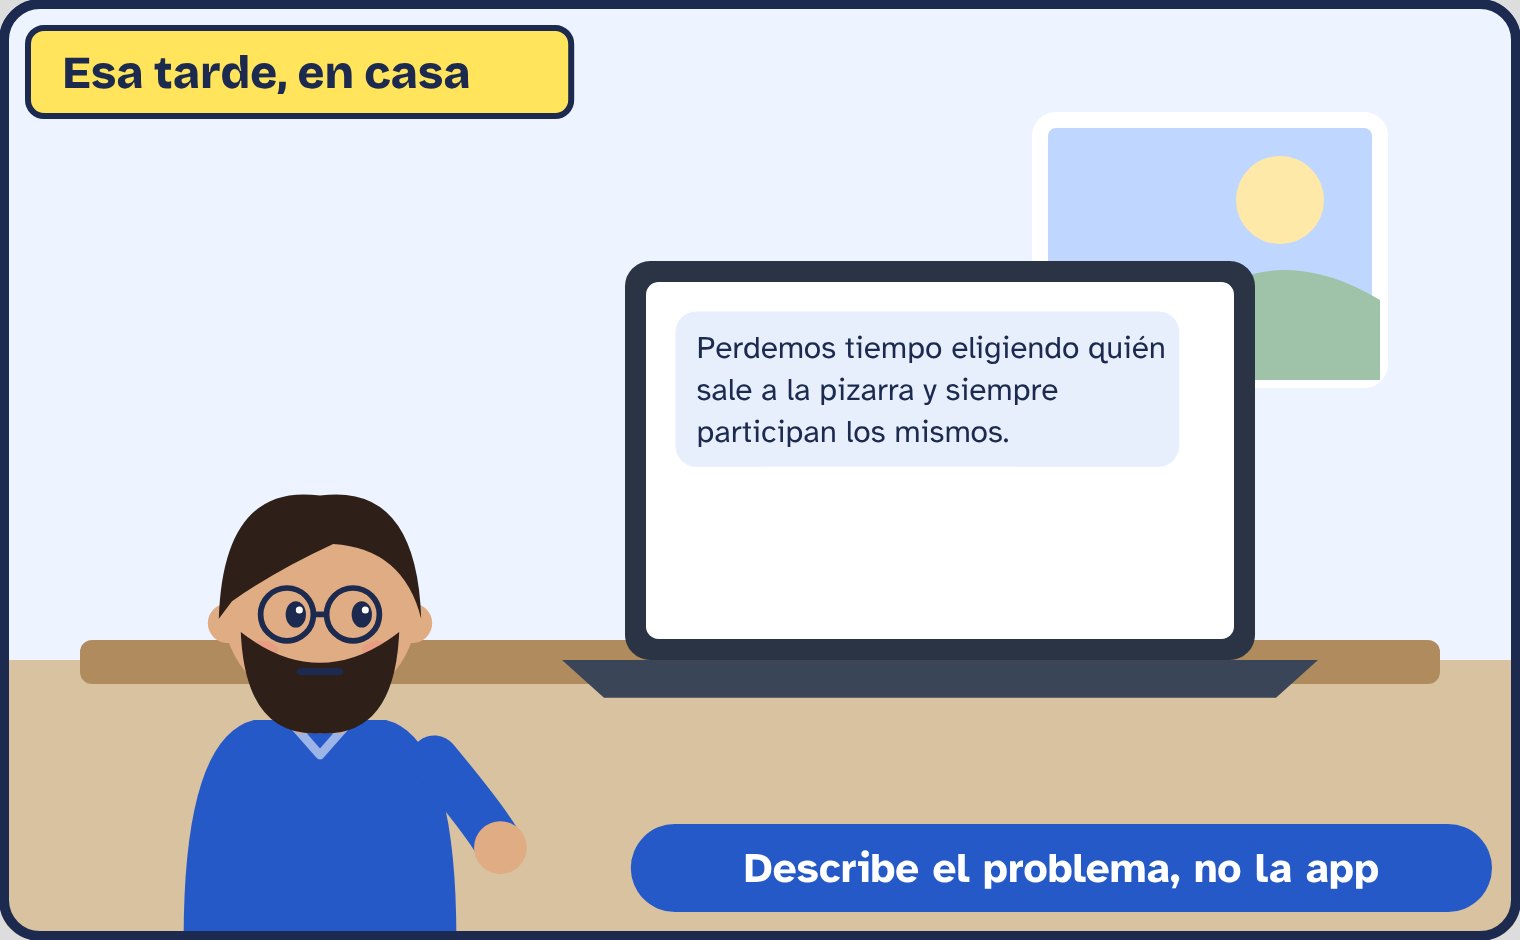 Esa tarde, en casa
Perdemos tiempo eligiendo quién
sale a la pizarra y siempre
participan los mismos.
Describe el problema, no la app